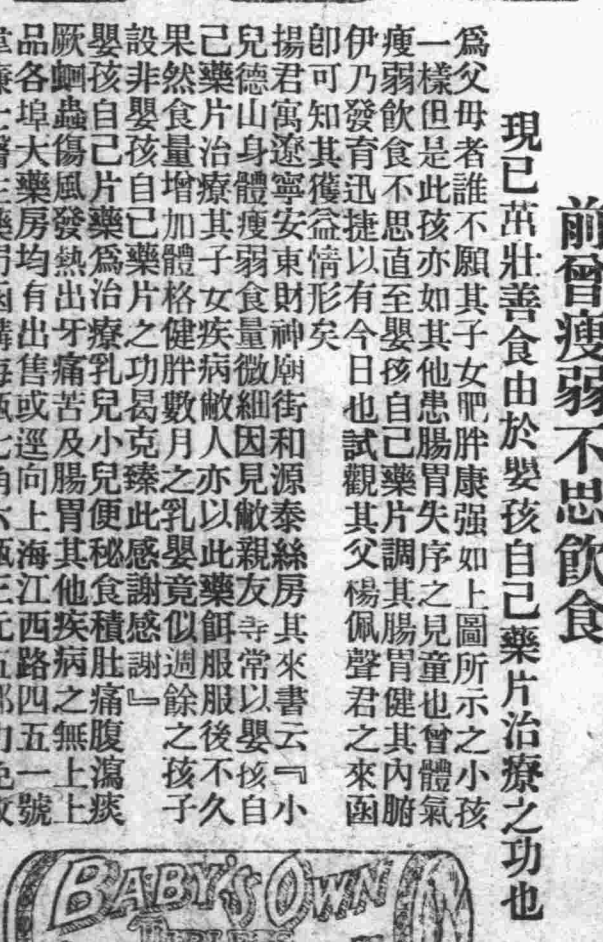 前曾瘦弱不思飲食
現已茁壯善食由於嬰孩自己藥片治療之功也
爲父毋者誰不願其子女肥胖康强如上圖所示之小孩
一樣但是此孩亦如其他患腸胃失序之兒童也曾體氣
瘦弱飲食不思直至嬰孩自己藥片調其腸胃健其內腑
伊乃發育迅捷以有今日也試觀其父楊佩聲君之來函
卽可知其獲益情形矣
揚君寓遼寧安東財神廟街和源泰絲房其來書云『小
兒德山身體瘦弱食量微細因見敝親友寺常以嬰孩自
己藥片治療其子女疾病敝人亦以此藥餌服服後不久
果然食量增加體格健胖數月之乳嬰竟似週餘之孩子
設非嬰孩自己藥片之功曷克臻此感謝感謝』
嬰孩自己片藥爲治療乳兒小兒便秘食積肚痛腹瀉痰
厥蛔蟲傷風發熱出牙痛苦及腸胃其他疾病之無上上
品各埠大藥房均有出售或逕向上海江西路四五一號
BABY'S OWN
TABLETS